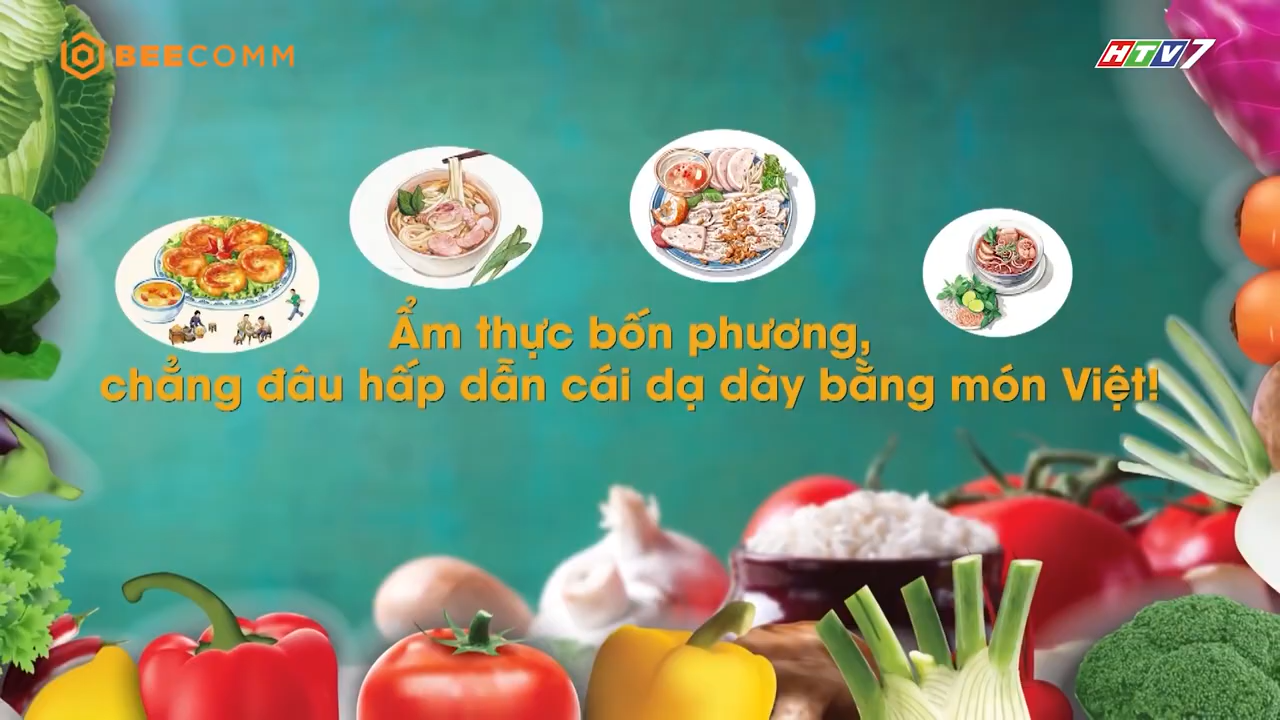 BEECOMM
HTV7
Ẩm thực bốn phương,
chẳng đâu hấp dẫn cái dạ dày bằng món Việt!